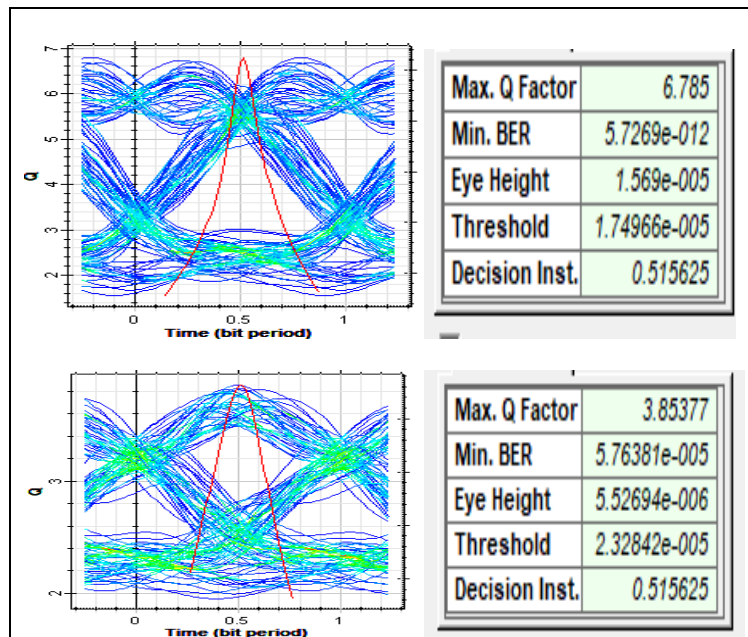 7
6
5
4
3
2
Q
0
0.5
1
Time (bit period)
Max. Q Factor 6.785
Min. BER 5.7269e-012
Eye Height 1.569e-005
Threshold 1.74966e-005
Decision Inst. 0.515625
3
2
Q
0
0.5
1
Time (bit period)
Max. Q Factor 3.85377
Min. BER 5.76381e-005
Eye Height 5.52694e-006
Threshold 2.32842e-005
Decision Inst. 0.515625